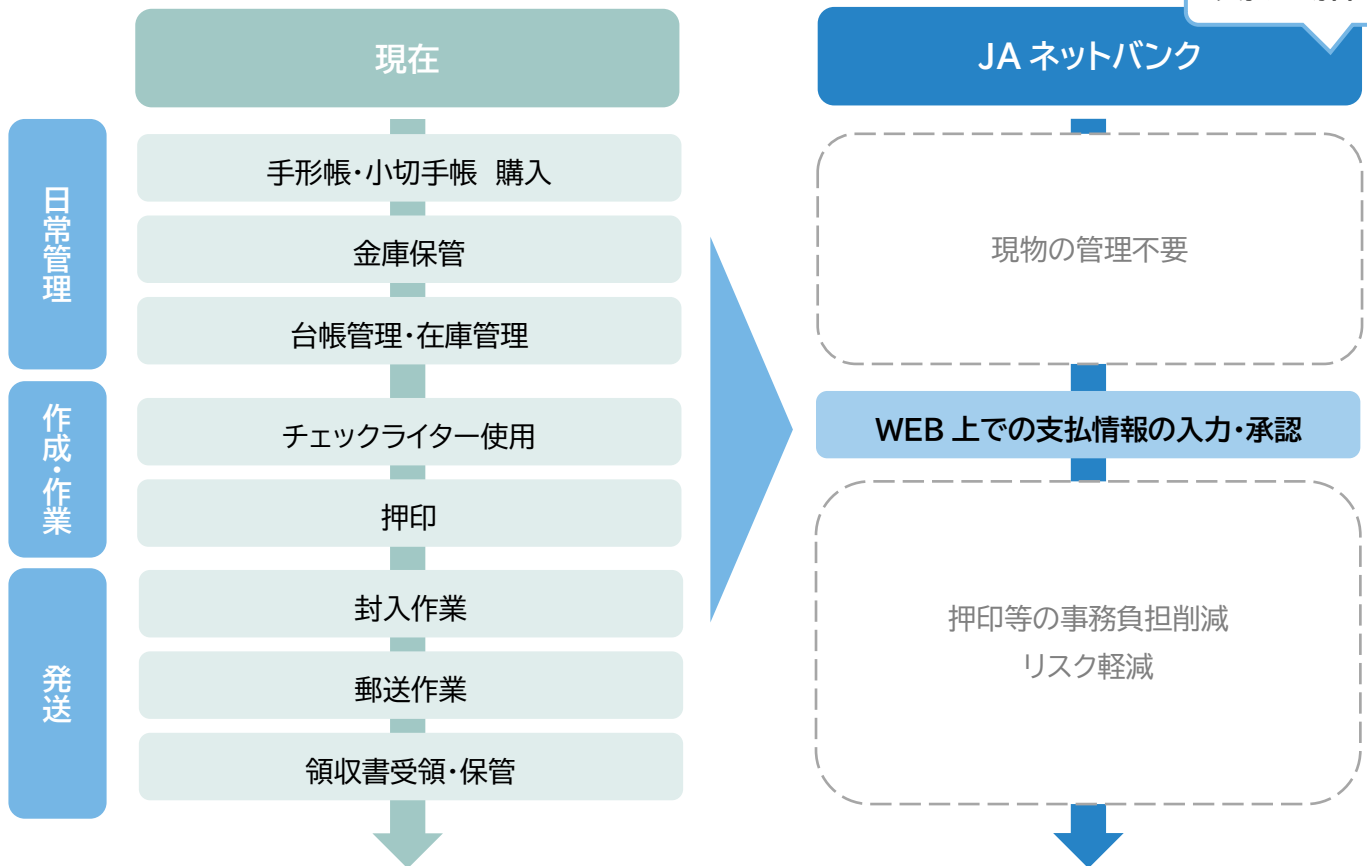 現在
JA ネットバンク
日常管理
手形帳・小切手帳 購入
金庫保管
台帳管理・在庫管理
現物の管理不要
作成・作業
チェックライター使用
押印
WEB 上での支払情報の入力・承認
発送
封入作業
郵送作業
領収書受領・保管
押印等の事務負担削減
リスク軽減